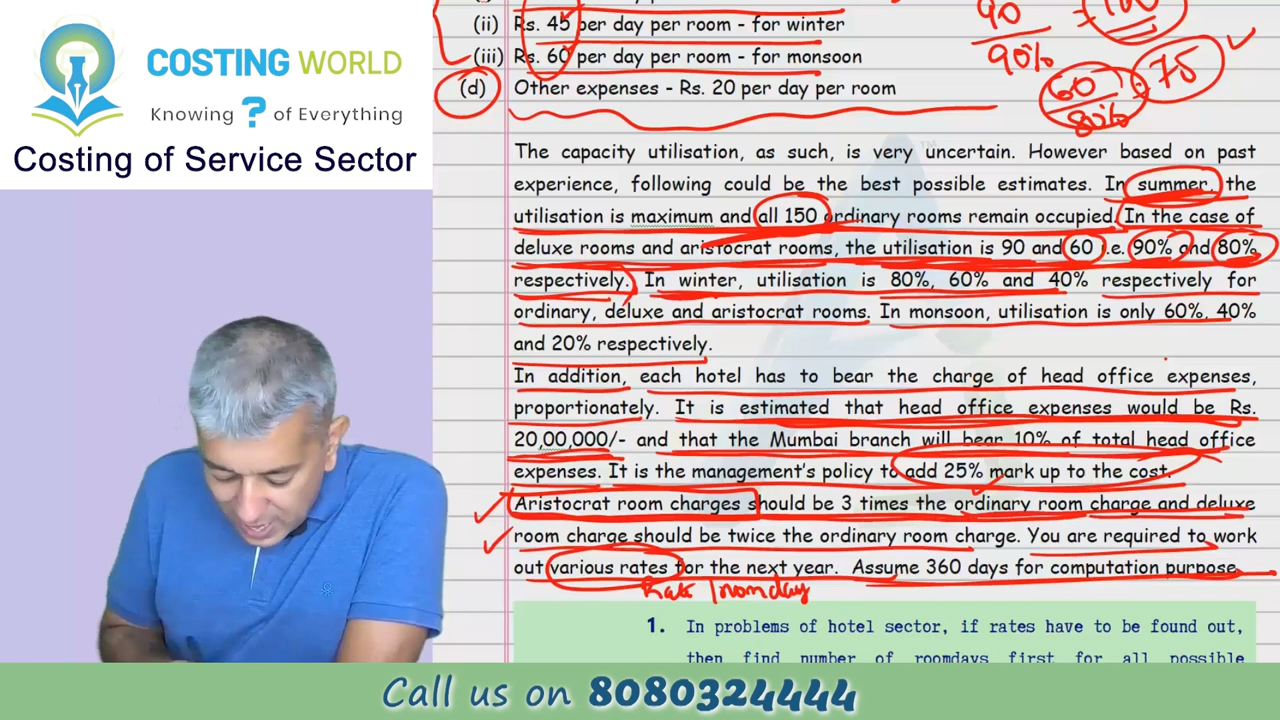 COSTING WORLD
Knowing ? of Everything
Costing of Service Sector
(ii) Rs. 45 per day per room - for winter
(iii) Rs. 60 per day per room - for monsoon
(d) Other expenses - Rs. 20 per day per room
90
90%
60
80%
= 75
The capacity utilisation, as such, is very uncertain. However based on past
experience, following could be the best possible estimates. In summer, the
utilisation is maximum and all 150 ordinary rooms remain occupied. In the case of
deluxe rooms and aristocrat rooms, the utilisation is 90 and 60 i.e. 90% and 80%
respectively. In winter, utilisation is 80%, 60% and 40% respectively for
ordinary, deluxe and aristocrat rooms. In monsoon, utilisation is only 60%, 40%
and 20% respectively.
In addition, each hotel has to bear the charge of head office expenses,
proportionately. It is estimated that head office expenses would be Rs.
20,00,000/- and that the Mumbai branch will bear 10% of total head office
expenses. It is the management's policy to add 25% mark up to the cost.
Aristocrat room charges should be 3 times the ordinary room charge and deluxe
room charge should be twice the ordinary room charge. You are required to work
out various rates for the next year. Assume 360 days for computation purpose.
Rate / roomday
1. In problems of hotel sector, if rates have to be found out,
then find number of roomdays first for all possible
Call us on 8080324444